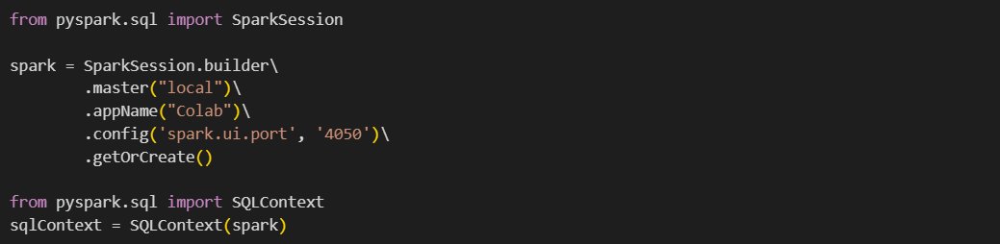 from pyspark.sql import SparkSession
spark = SparkSession.builder\
.master("local")\
.appName("Colab")\
.config('spark.ui.port', '4050')\
.getOrCreate()
from pyspark.sql import SQLContext
sqlContext = SQLContext(spark)